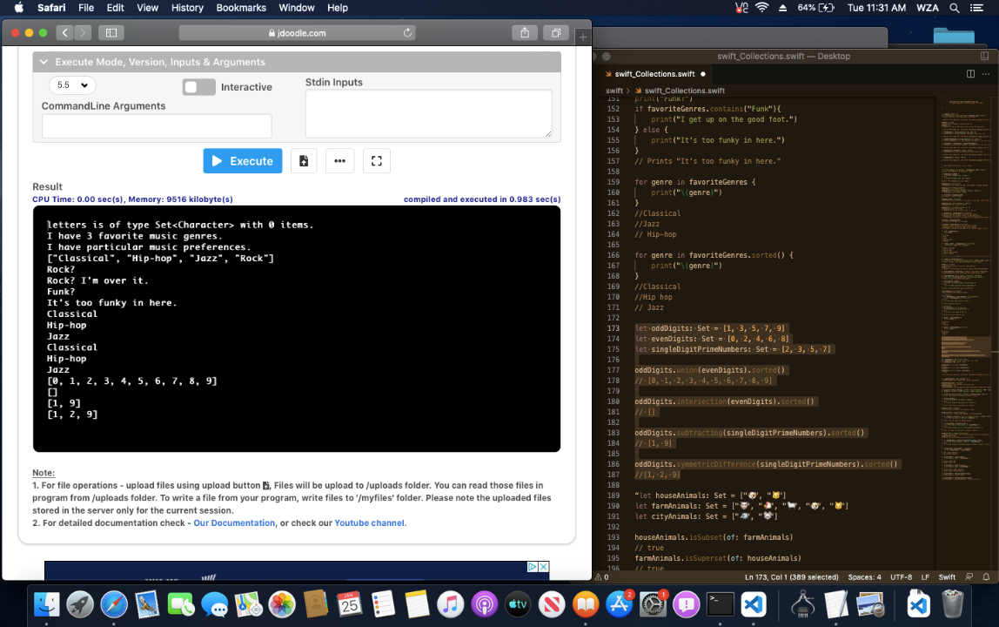 Safari File Edit View History Bookmarks Window Help
64% Tue 11:31 AM WZA
jdoodle.com
Execute Mode, Version, Inputs & Arguments
5.5
Interactive
Stdin Inputs
CommandLine Arguments
Execute
Result
CPU Time: 0.00 sec(s), Memory: 9516 kilobyte(s)
compiled and executed in 0.983 sec(s)
letters is of type Set<Character> with 0 items.
I have 3 favorite music genres.
I have particular music preferences.
["Classical", "Hip-hop", "Jazz", "Rock"]
Rock?
Rock? I'm over it.
Funk?
It's too funky in here.
Classical
Hip-hop
Jazz
Classical
Hip-hop
Jazz
[0, 1, 2, 3, 4, 5, 6, 7, 8, 9]
[]
[1, 9]
[1, 2, 9]
Note:
1. For file operations - upload files using upload button , Files will be upload to /uploads folder. You can read those files in
program from /uploads folder. To write a file from your program, write files to '/myfiles' folder. Please note the uploaded files
stored in the server only for the current session.
2. For detailed documentation check - Our Documentation, or check our Youtube channel.
swift_Collections.swift — Desktop
swift_Collections.swift
swift > swift_Collections.swift
151 print("Funk?")
152 if favoriteGenres.contains("Funk"){
153 print("I get up on the good foot.")
154 } else {
155 print("It's too funky in here.")
156 }
157 // Prints "It's too funky in here."
158
159 for genre in favoriteGenres {
160 print("\(genre)")
161 }
162 //Classical
163 //Jazz
164 // Hip-hop
165
166 for genre in favoriteGenres.sorted() {
167 print("\(genre)")
168 }
169 //Classical
170 //Hip hop
171 // Jazz
172
173 let oddDigits: Set = [1, 3, 5, 7, 9]
174 let evenDigits: Set = [0, 2, 4, 6, 8]
175 let singleDigitPrimeNumbers: Set = [2, 3, 5, 7]
176
177 oddDigits.union(evenDigits).sorted()
178 // [0, 1, 2, 3, 4, 5, 6, 7, 8, 9]
179
180 oddDigits.intersection(evenDigits).sorted()
181 // []
182
183 oddDigits.subtracting(singleDigitPrimeNumbers).sorted()
184 // [1, 9]
185
186 oddDigits.symmetricDifference(singleDigitPrimeNumbers).sorted()
187 //[1, 2, 9]
188
189 “let houseAnimals: Set = ["🐶", "🐱"]
190 let farmAnimals: Set = ["🐮", "🐔", "🐑", "🐶", "🐱"]
191 let cityAnimals: Set = ["🐦", "🐭"]
192
193 houseAnimals.isSubset(of: farmAnimals)
194 // true
195 farmAnimals.isSuperset(of: houseAnimals)
196 // true
0 Ln 173, Col 1 (389 selected) Spaces: 4 UTF-8 LF Swift
JAN
25
tv
2
1